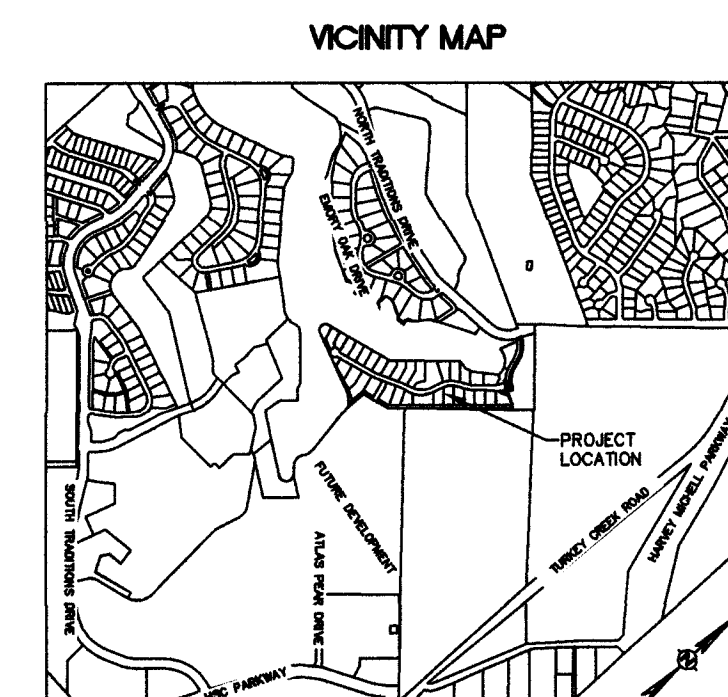 VICINITY MAP
NORTH TRADITIONS DRIVE
EMORY OAK DRIVE
PROJECT
LOCATION
FUTURE DEVELOPMENT
TURKEY CREEK ROAD
HARVEY MICHELL PARKWAY
SOUTH TRADITIONS DRIVE
ATLAS PEAR DRIVE
PARKWAY